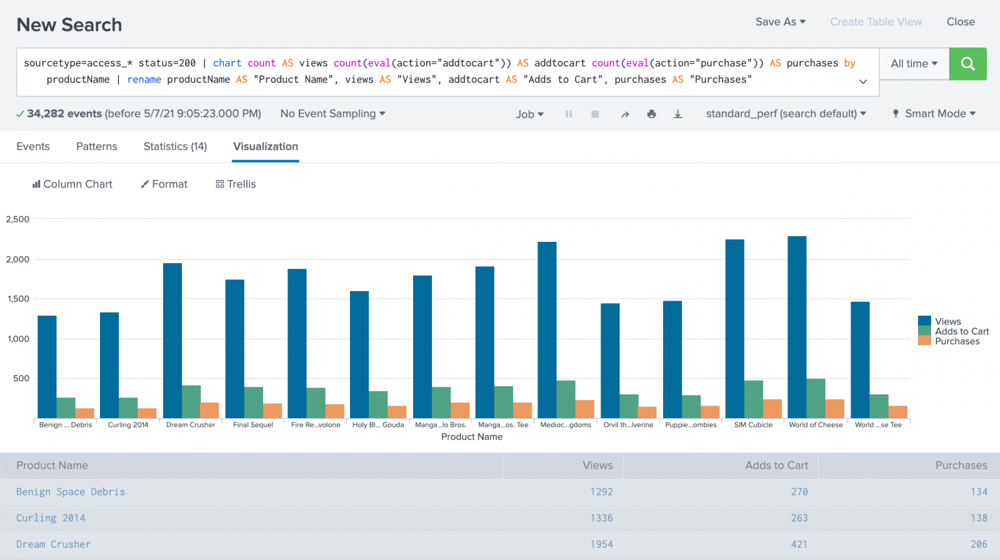 New Search
Save As
Create Table View
Close
sourcetype=access_* status=200 | chart count AS views count(eval(action="addtocart")) AS addtocart count(eval(action="purchase")) AS purchases by
productName | rename productName AS "Product Name", views AS "Views", addtocart AS "Adds to Cart", purchases AS "Purchases"
All time
34,282 events (before 5/7/21 9:05:23.000 PM)
No Event Sampling
Job
standard_perf (search default)
Smart Mode
Events
Patterns
Statistics (14)
Visualization
Column Chart
Format
Trellis
2,500
2,000
1,500
1,000
500
Views
Adds to Cart
Purchases
Benign ... Debris
Curling 2014
Dream Crusher
Final Sequel
Fire Re...volone
Holy Bl... Gouda
Manga...lo Bros.
Manga...os. Tee
Medioc...gdoms
Orvil th...lverine
Puppie...ombies
SIM Cubicle
World of Cheese
World ...se Tee
Product Name
Product Name Views Adds to Cart Purchases
Benign Space Debris 1292 270 134
Curling 2014 1336 263 138
Dream Crusher 1954 421 206